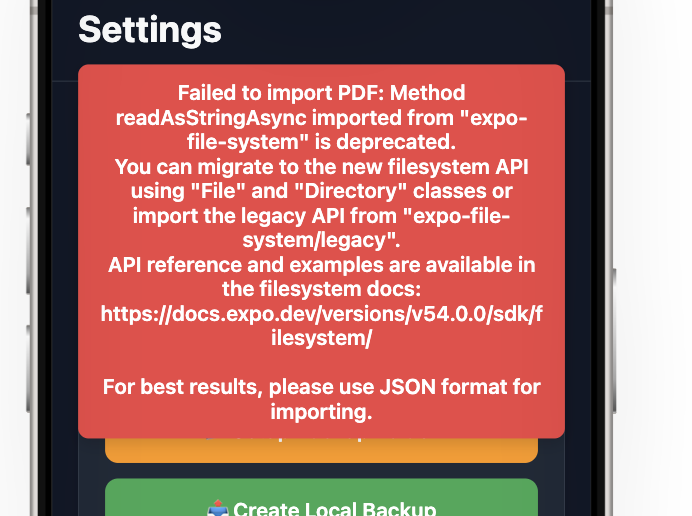 Settings
Failed to import PDF: Method
readAsStringAsync imported from "expo-
file-system" is deprecated.
You can migrate to the new filesystem API
using "File" and "Directory" classes or
import the legacy API from "expo-file-
system/legacy".
API reference and examples are available in
the filesystem docs:
https://docs.expo.dev/versions/v54.0.0/sdk/f
ilesystem/
For best results, please use JSON format for
importing.
Create Local Backup